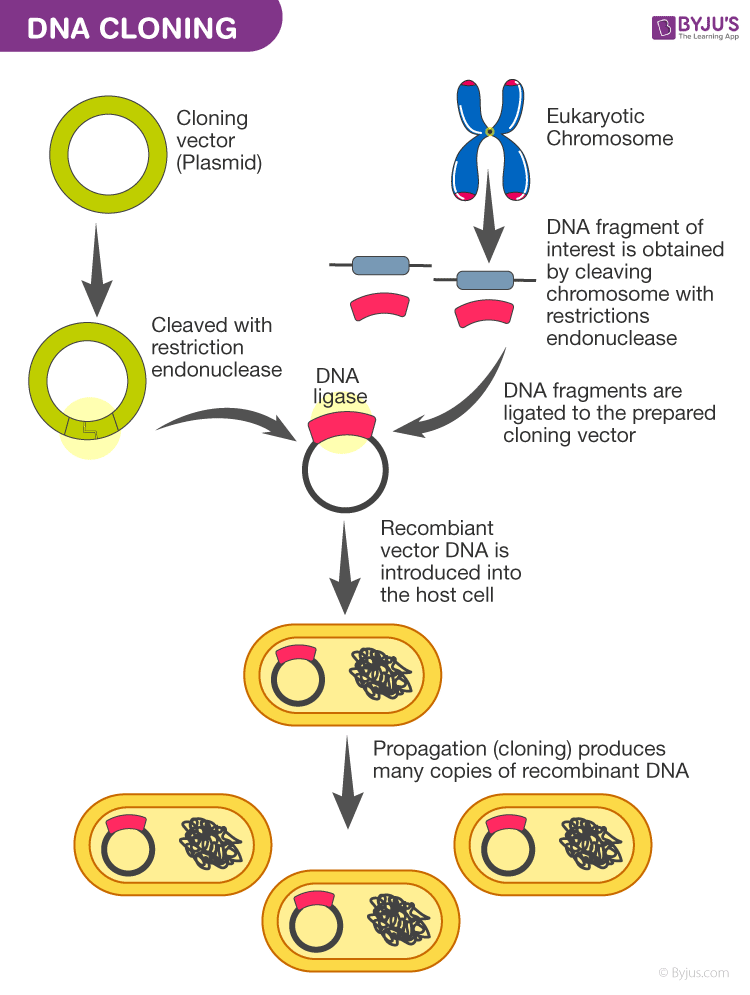 DNA CLONING
BYJU'S
The Learning App
Cloning
vector
(Plasmid)
Eukaryotic
Chromosome
DNA fragment of
interest is obtained
by cleaving
chromosome with
restrictions
endonuclease
Cleaved with
restriction
endonuclease
DNA
ligase
DNA fragments are
ligated to the prepared
cloning vector
Recombiant
vector DNA is
introduced into
the host cell
Propagation (cloning) produces
many copies of recombinant DNA
© Byjus.com